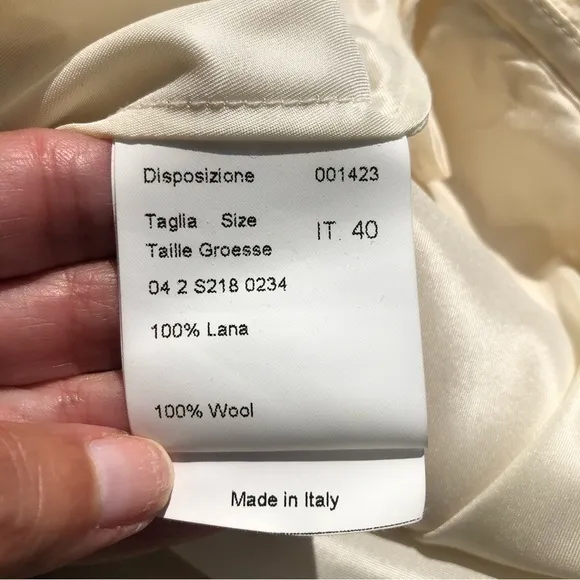 Disposizione 001423
Taglia Size IT. 40
Taille Groesse
04 2 S218 0234
100% Lana
100% Wool
Made in Italy